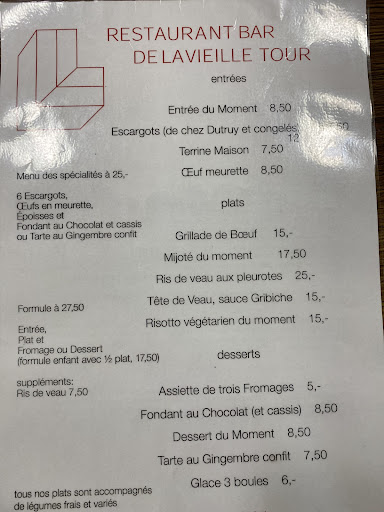 RESTAURANT BAR
DE LA VIEILLE TOUR
entrées
Entrée du Moment 8,50
Escargots (de chez Dutruy et congelés)
12
Terrine Maison 7,50
Œuf meurette 8,50
plats
Grillade de Bœuf 15,-
Mijoté du moment 17,50
Ris de veau aux pleurotes 25,-
Tête de Veau, sauce Gribiche 15,-
Risotto végétarien du moment 15,-
desserts
Assiette de trois Fromages 5,-
Fondant au Chocolat (et cassis) 8,50
Dessert du Moment 8,50
Tarte au Gingembre confit 7,50
Glace 3 boules 6,-
Menu des spécialités à 25,-
6 Escargots,
Œufs en meurette,
Époisses et
Fondant au Chocolat et cassis
ou Tarte au Gingembre confit
Formule à 27,50
Entrée,
Plat et
Fromage ou Dessert
(formule enfant avec ½ plat, 17,50)
suppléments:
Ris de veau 7,50
tous nos plats sont accompagnés
de légumes frais et variés